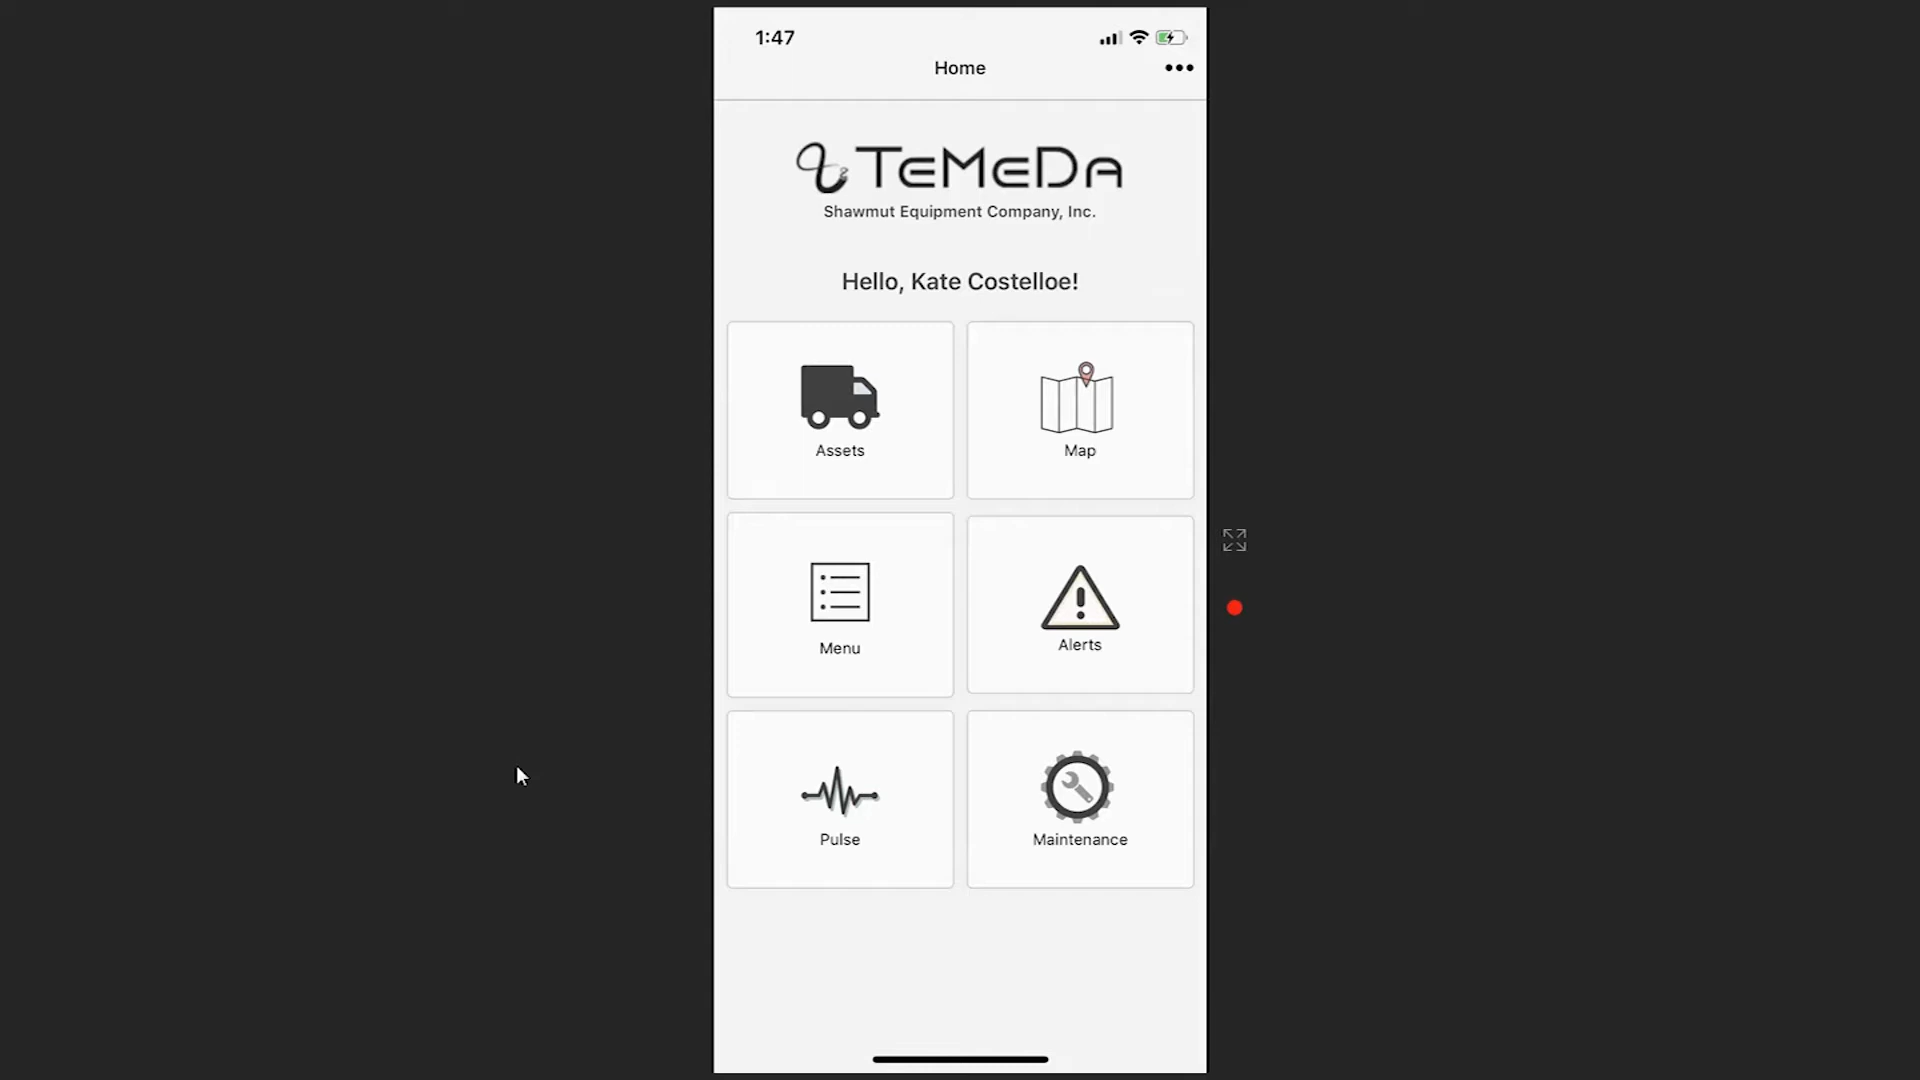 1:47
Home
TeMeDa
Shawmut Equipment Company, Inc.
Hello, Kate Costelloe!
Assets
Map
Menu
Alerts
Pulse
Maintenance